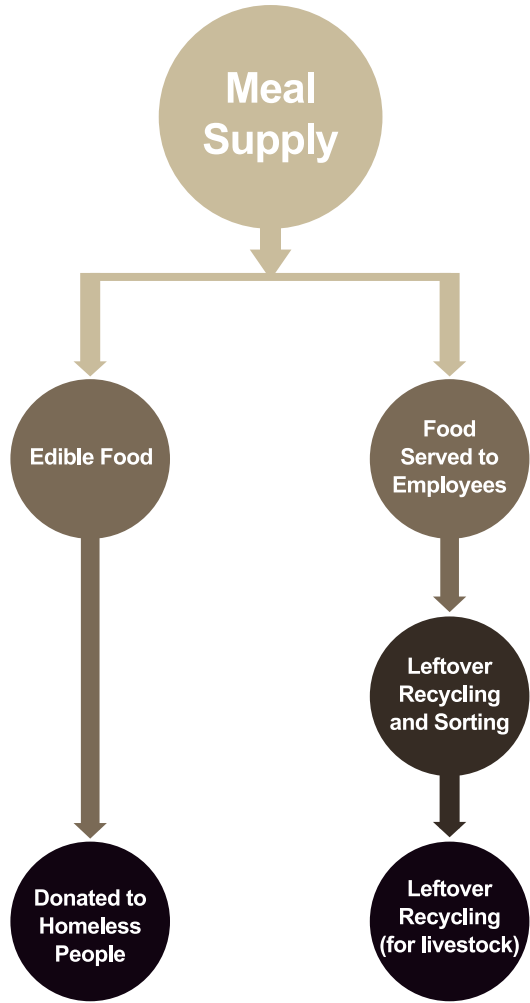 Meal
Supply
Edible Food
Food
Served to
Employees
Leftover
Recycling
and Sorting
Donated to
Homeless
People
Leftover
Recycling
(for livestock)